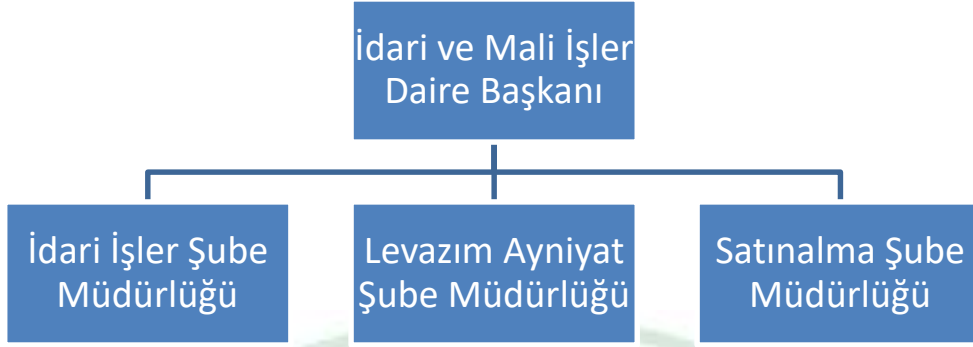 İdari ve Mali İşler
Daire Başkanı
İdari İşler Şube
Müdürlüğü
Levazım Ayniyat
Şube Müdürlüğü
Satınalma Şube
Müdürlüğü